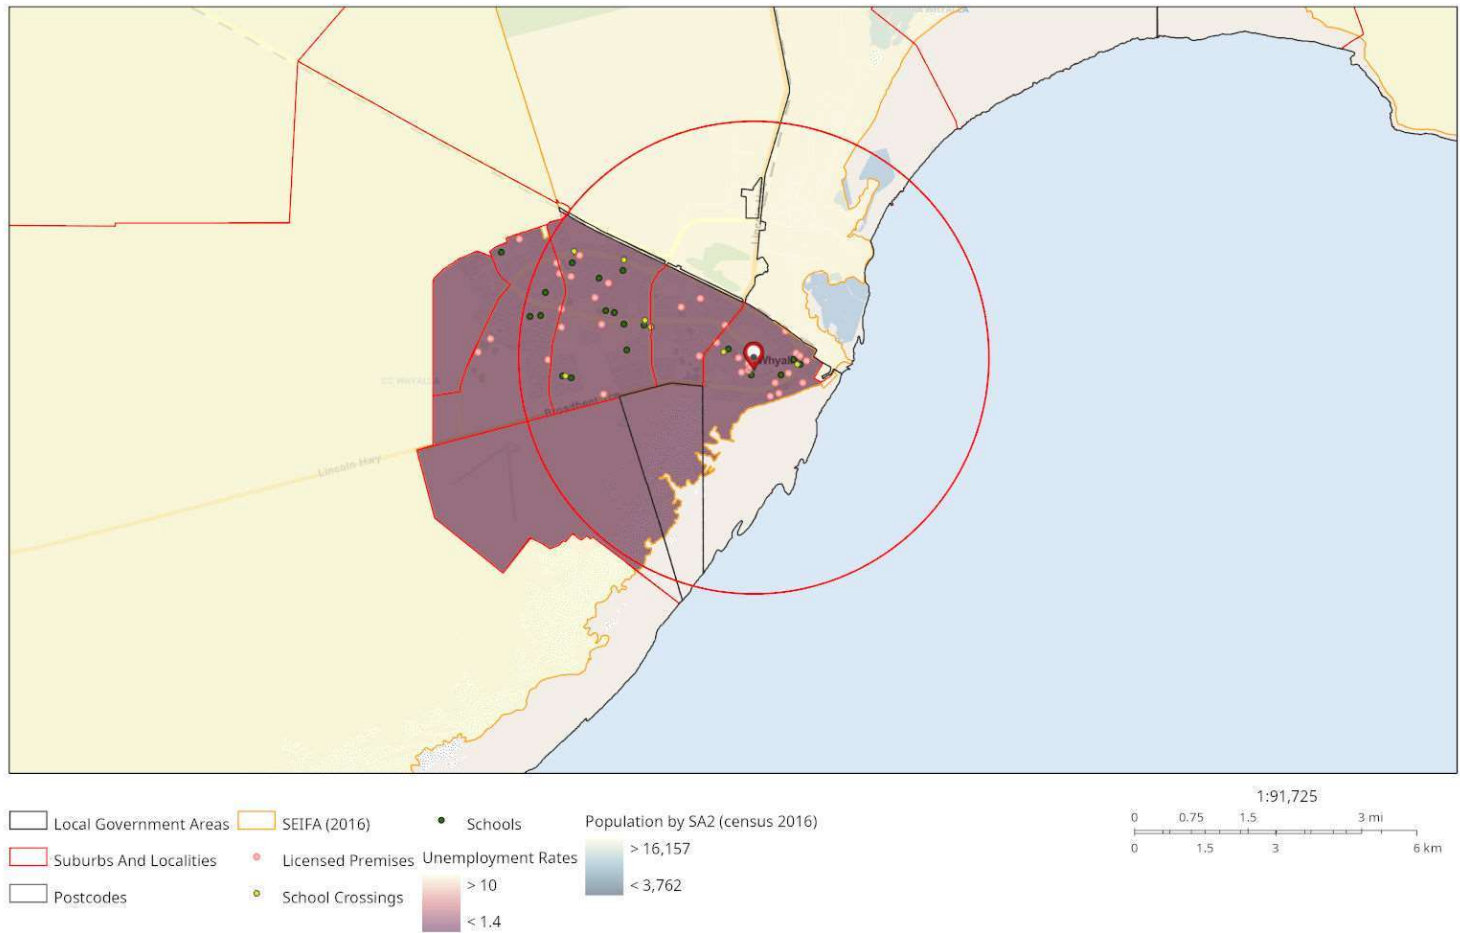 Lincoln Hwy
Whyalla
Lincoln Hwy
1:91,725
0 0.75 1.5 3 mi
0 1.5 3 6 km
Local Government Areas
SEIFA (2016)
Schools
Population by SA2 (census 2016)
> 16,157
< 3,762
Suburbs And Localities
Licensed Premises
Unemployment Rates
> 10
< 1.4
Postcodes
School Crossings